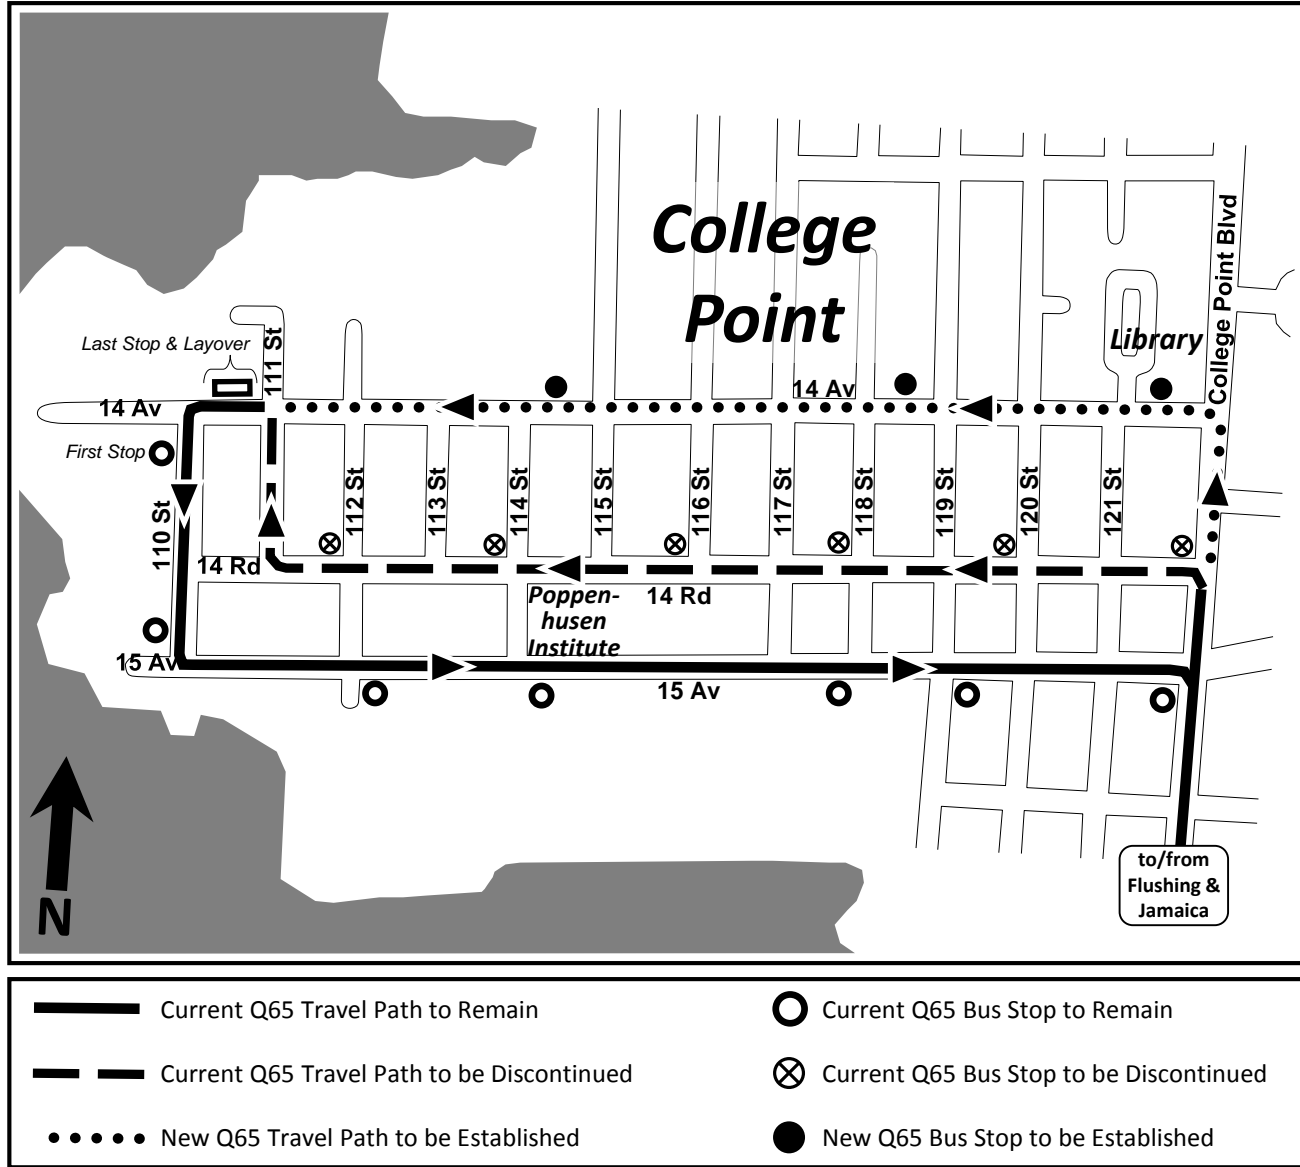 College
Point
College Point Blvd
Library
Last Stop & Layover
111 St
14 Av
14 Av
First Stop
110 St
112 St
113 St
114 St
115 St
116 St
117 St
118 St
119 St
120 St
121 St
14 Rd
14 Rd
Poppen-
husen
Institute
15 Av
15 Av
N
to/from
Flushing &
Jamaica
Current Q65 Travel Path to Remain
Current Q65 Bus Stop to Remain
Current Q65 Travel Path to be Discontinued
Current Q65 Bus Stop to be Discontinued
New Q65 Travel Path to be Established
New Q65 Bus Stop to be Established